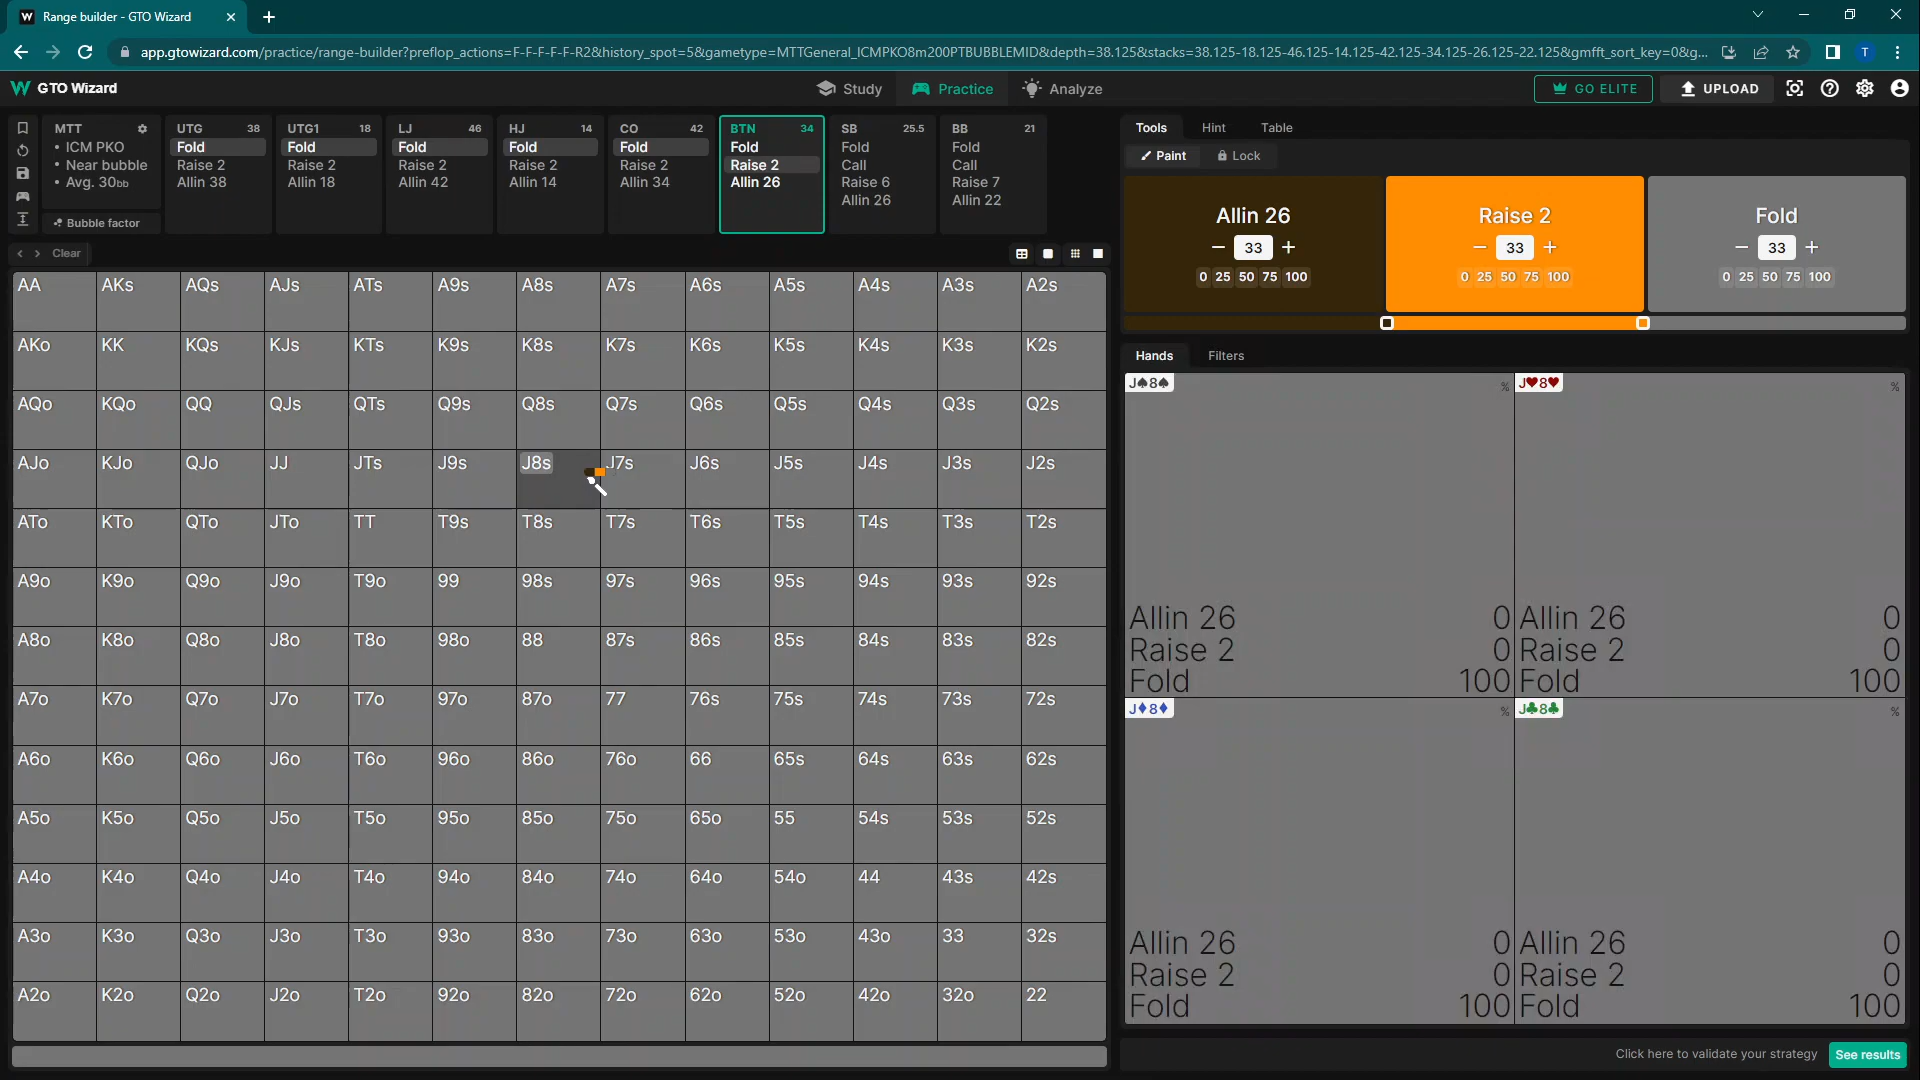 Range builder - GTO Wizard
app.gtowizard.com/practice/range-builder?preflop_actions=F-F-F-F-F-R2&history_spot=5&gametype=MTTGeneral_ICMPKO8m200PTBUBBLEMID&depth=38.125&stacks=38.125-18.125-46.125-14.125-42.125-34.125-26.125-22.125&gmfft_sort_key=0&g...
T
GTO Wizard
Study
Practice
Analyze
GO ELITE
UPLOAD
MTT
• ICM PKO
• Near bubble
• Avg. 30bb
Bubble factor
UTG 38
Fold
Raise 2
Allin 38
UTG1 18
Fold
Raise 2
Allin 18
LJ 46
Fold
Raise 2
Allin 42
HJ 14
Fold
Raise 2
Allin 14
CO 42
Fold
Raise 2
Allin 34
BTN 34
Fold
Raise 2
Allin 26
SB 25.5
Fold
Call
Raise 6
Allin 26
BB 21
Fold
Call
Raise 7
Allin 22
Clear
AA AKs AQs AJs ATs A9s A8s A7s A6s A5s A4s A3s A2s
AKo KK KQs KJs KTs K9s K8s K7s K6s K5s K4s K3s K2s
AQo KQo QQ QJs QTs Q9s Q8s Q7s Q6s Q5s Q4s Q3s Q2s
AJo KJo QJo JJ JTs J9s J8s J7s J6s J5s J4s J3s J2s
ATo KTo QTo JTo TT T9s T8s T7s T6s T5s T4s T3s T2s
A9o K9o Q9o J9o T9o 99 98s 97s 96s 95s 94s 93s 92s
A8o K8o Q8o J8o T8o 98o 88 87s 86s 85s 84s 83s 82s
A7o K7o Q7o J7o T7o 97o 87o 77 76s 75s 74s 73s 72s
A6o K6o Q6o J6o T6o 96o 86o 76o 66 65s 64s 63s 62s
A5o K5o Q5o J5o T5o 95o 85o 75o 65o 55 54s 53s 52s
A4o K4o Q4o J4o T4o 94o 84o 74o 64o 54o 44 43s 42s
A3o K3o Q3o J3o T3o 93o 83o 73o 63o 53o 43o 33 32s
A2o K2o Q2o J2o T2o 92o 82o 72o 62o 52o 42o 32o 22
Tools
Hint
Table
Paint
Lock
Allin 26
− 33 +
0 25 50 75 100
Raise 2
− 33 +
0 25 50 75 100
Fold
− 33 +
0 25 50 75 100
Hands
Filters
J♠8♠ %
Allin 26 0
Raise 2 0
Fold 100
J♥8♥ %
Allin 26 0
Raise 2 0
Fold 100
J♦8♦ %
Allin 26 0
Raise 2 0
Fold 100
J♣8♣ %
Allin 26 0
Raise 2 0
Fold 100
Click here to validate your strategy
See results